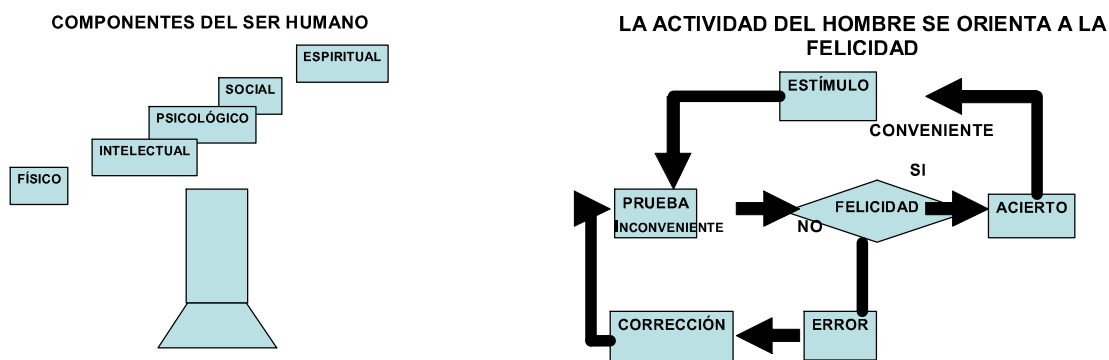 COMPONENTES DEL SER HUMANO
ESPIRITUAL
SOCIAL
PSICOLÓGICO
INTELECTUAL
FÍSICO
LA ACTIVIDAD DEL HOMBRE SE ORIENTA A LA
FELICIDAD
ESTÍMULO
CONVENIENTE
SI
PRUEBA
FELICIDAD
ACIERTO
INCONVENIENTE
NO
CORRECCIÓN
ERROR